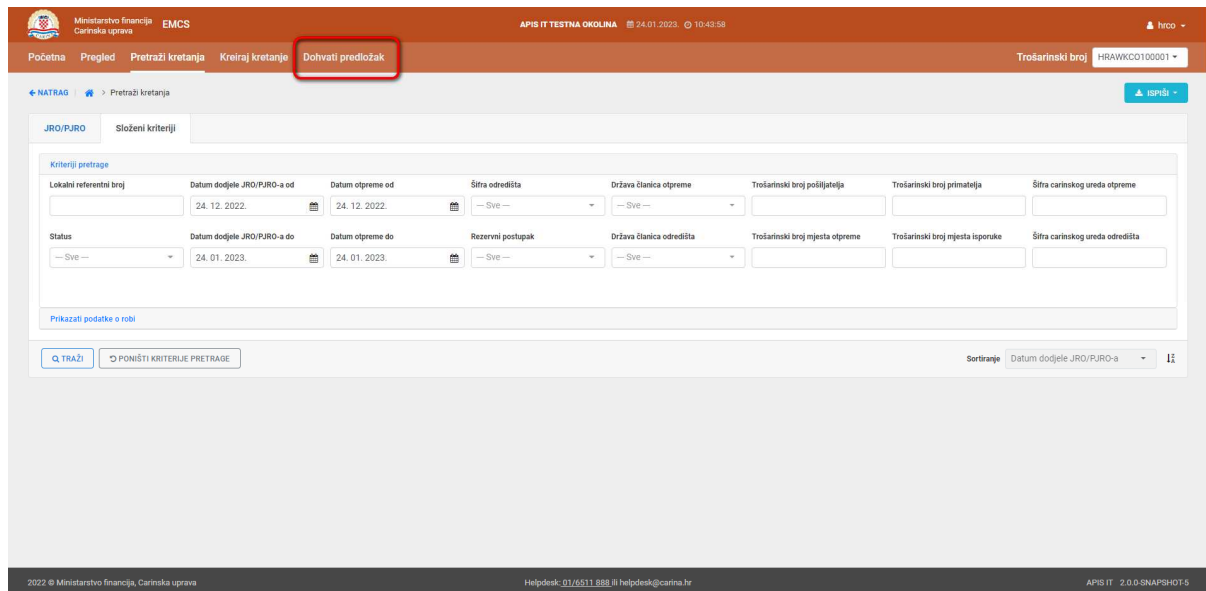 Ministarstvo financija
Carinska uprava
EMCS
APIS IT TESTNA OKOLINA 24.01.2023. 10:43:58
hrco
Početna Pregled Pretraži kretanja Kreiraj kretanje Dohvati predložak
Trošarinski broj HRAWKCO100001
NATRAG > Pretraži kretanja
ISPIŠI
JRO/PJRO Složeni kriteriji
Kriteriji pretrage
Lokalni referentni broj Datum dodjele JRO/PJRO-a od Datum otpreme od Šifra odredišta Država članica otpreme Trošarinski broj pošiljatelja Trošarinski broj primatelja Šifra carinskog ureda otpreme
24. 12. 2022. 24. 12. 2022. --- Sve --- --- Sve ---
Status Datum dodjele JRO/PJRO-a do Datum otpreme do Rezervni postupak Država članica odredišta Trošarinski broj mjesta otpreme Trošarinski broj mjesta isporuke Šifra carinskog ureda odredišta
--- Sve --- 24. 01. 2023. 24. 01. 2023. --- Sve --- --- Sve ---
Prikazati podatke o robi
TRAŽI PONIŠTI KRITERIJE PRETRAGE
Sortiranje Datum dodjele JRO/PJRO-a
2022 © Ministarstvo financija, Carinska uprava
Helpdesk: 01/6511 888 ili helpdesk@carina.hr
APIS IT 2.0.0-SNAPSHOT-5